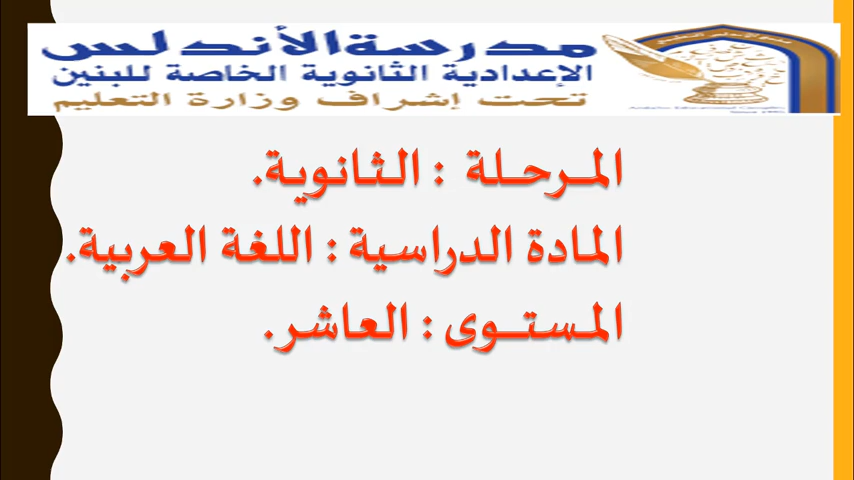 مدرسة الأندلس
الإعدادية الثانوية الخاصة للبنين
تحت إشراف وزارة التعليم
المرحلة : الثانوية.
المادة الدراسية : اللغة العربية.
المستوى : العاشر.